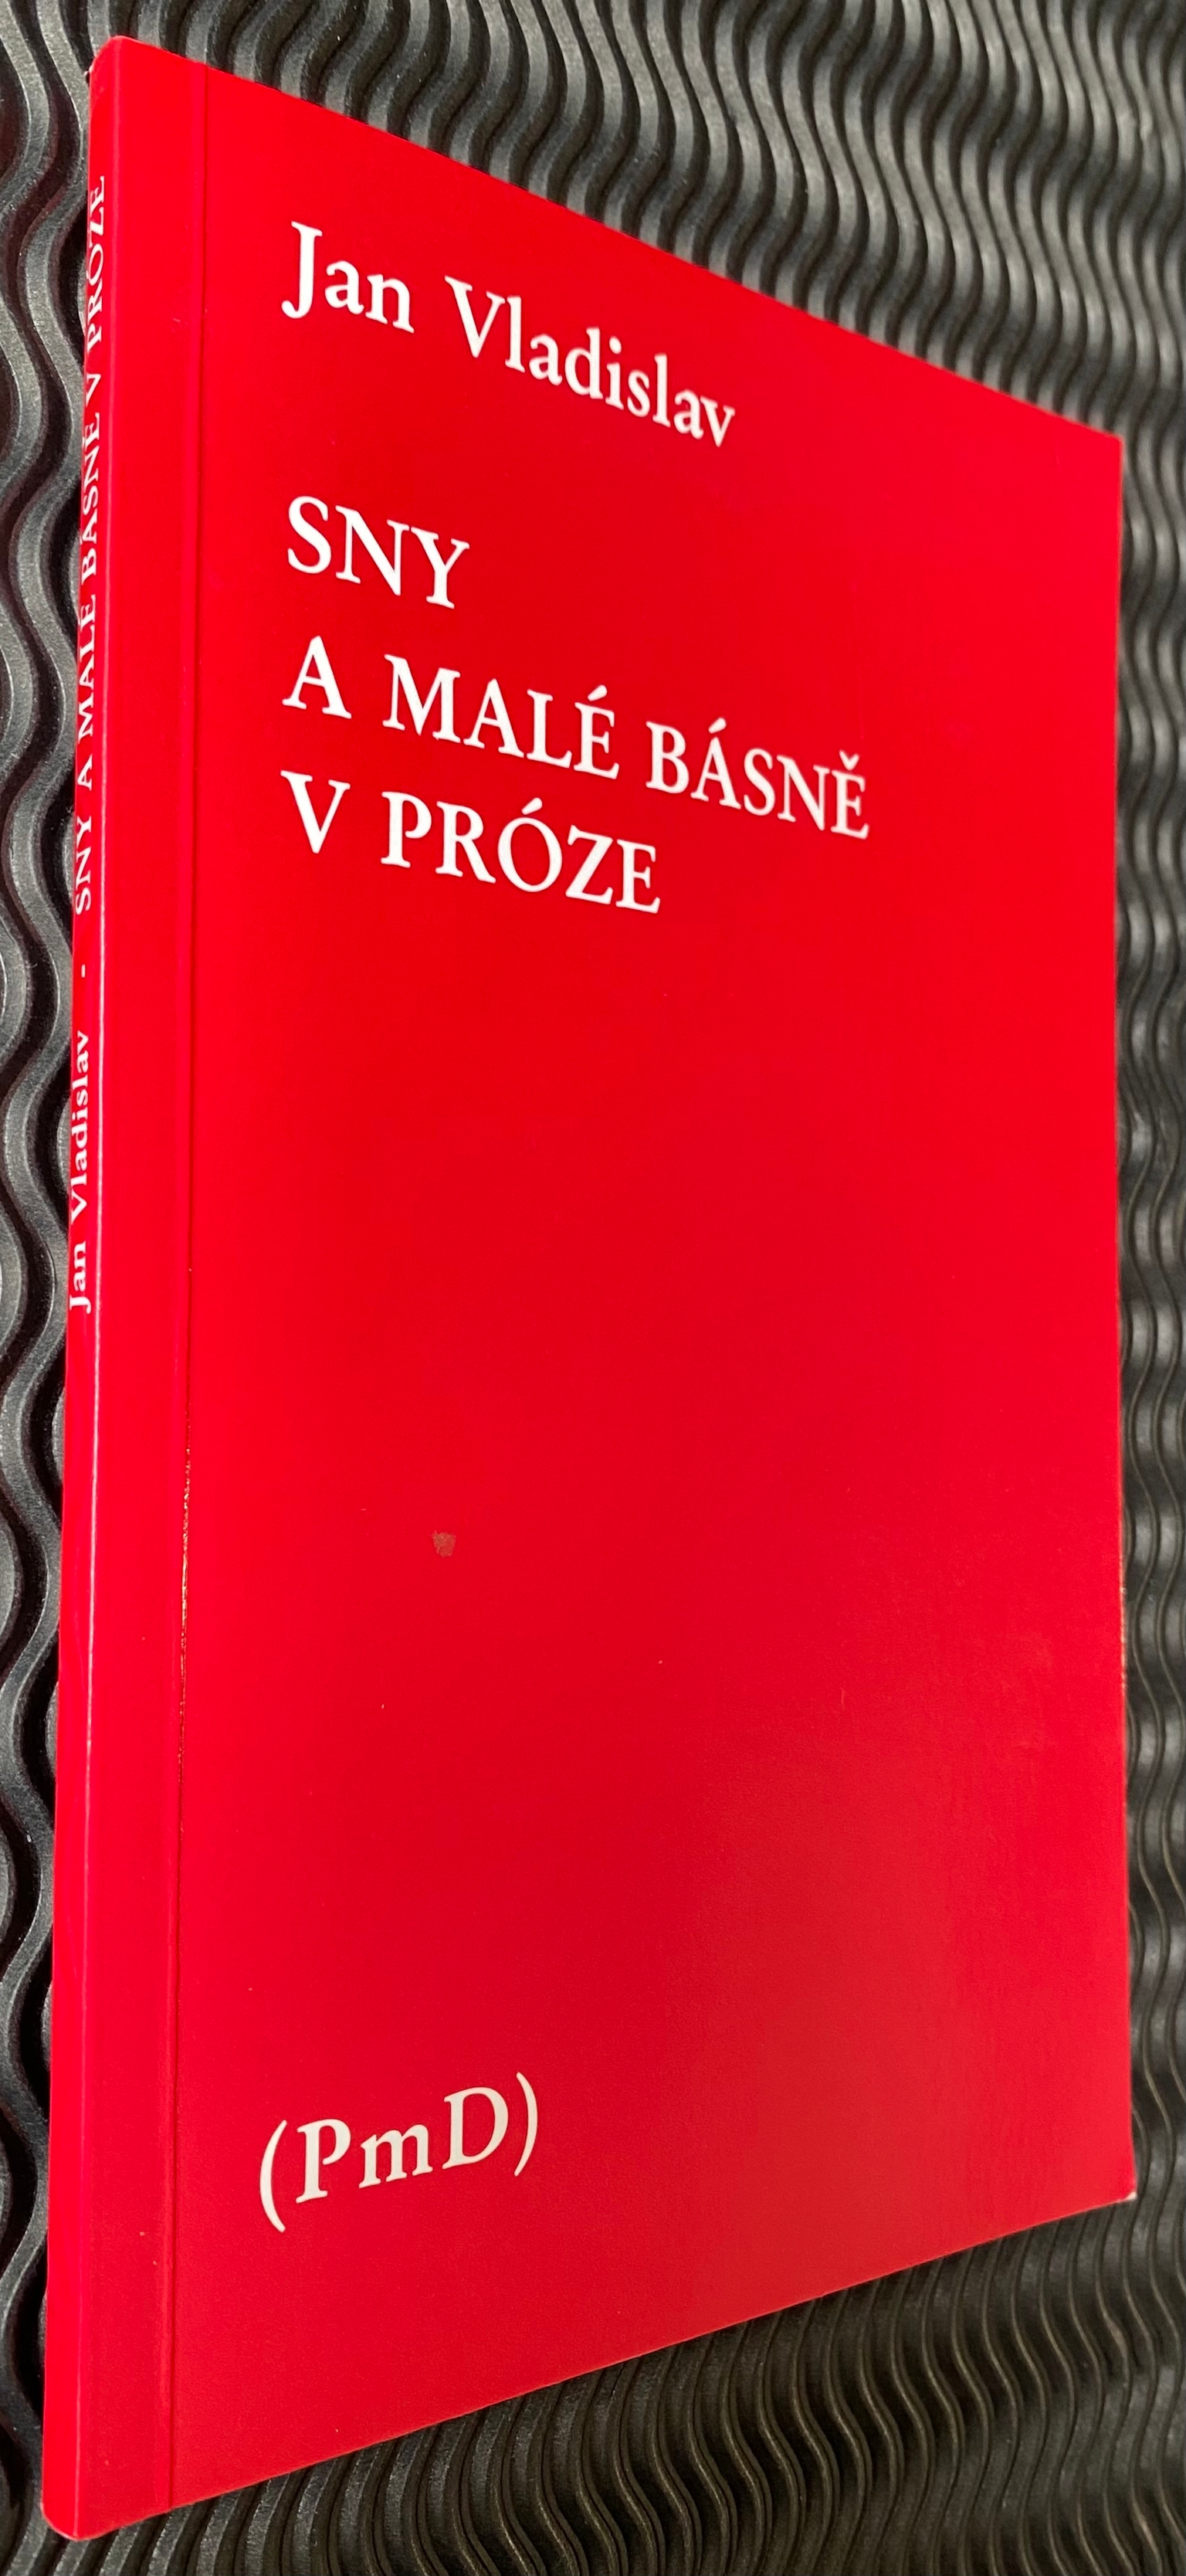 Jan Vladislav
SNY
A MALÉ BÁSNĚ
V PRÓZE
(PmD)
Jan Vladislav · SNY A MALÉ BÁSNĚ V PRÓZE